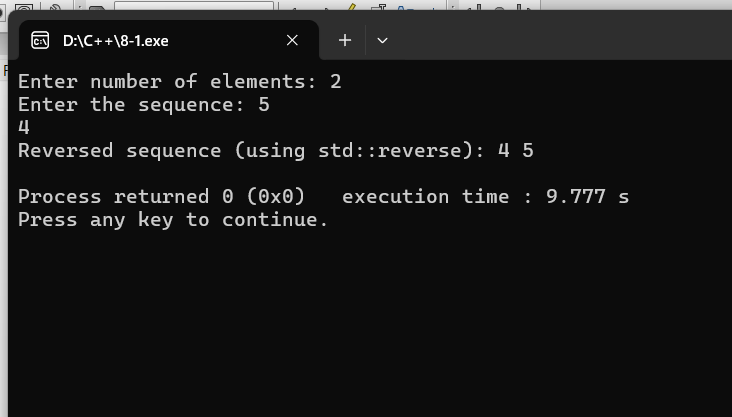 D:\C++\8-1.exe
Enter number of elements: 2
Enter the sequence: 5
4
Reversed sequence (using std::reverse): 4 5
Process returned 0 (0x0)   execution time : 9.777 s
Press any key to continue.